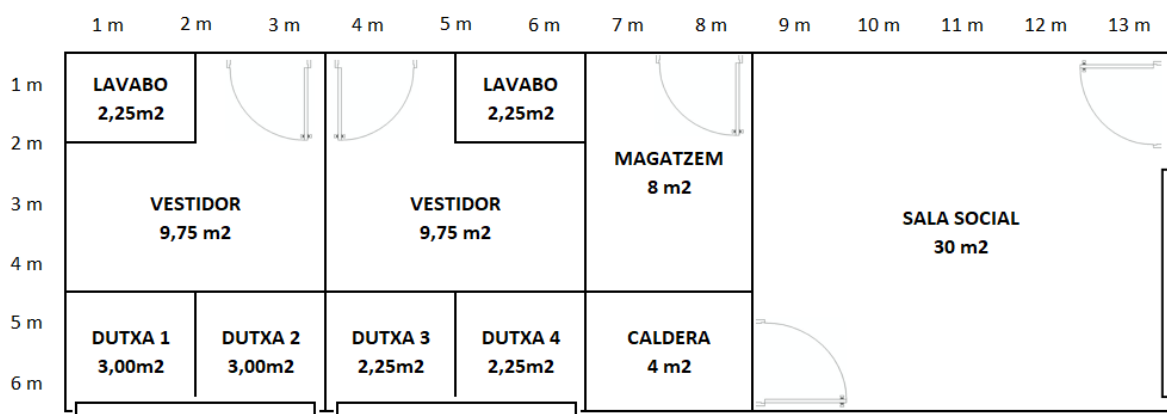 1 m 2 m 3 m 4 m 5 m 6 m 7 m 8 m 9 m 10 m 11 m 12 m 13 m
1 m
2 m
3 m
4 m
5 m
6 m
LAVABO
2,25m2
LAVABO
2,25m2
MAGATZEM
8 m2
VESTIDOR
9,75 m2
VESTIDOR
9,75 m2
SALA SOCIAL
30 m2
DUTXA 1
3,00m2
DUTXA 2
3,00m2
DUTXA 3
2,25m2
DUTXA 4
2,25m2
CALDERA
4 m2